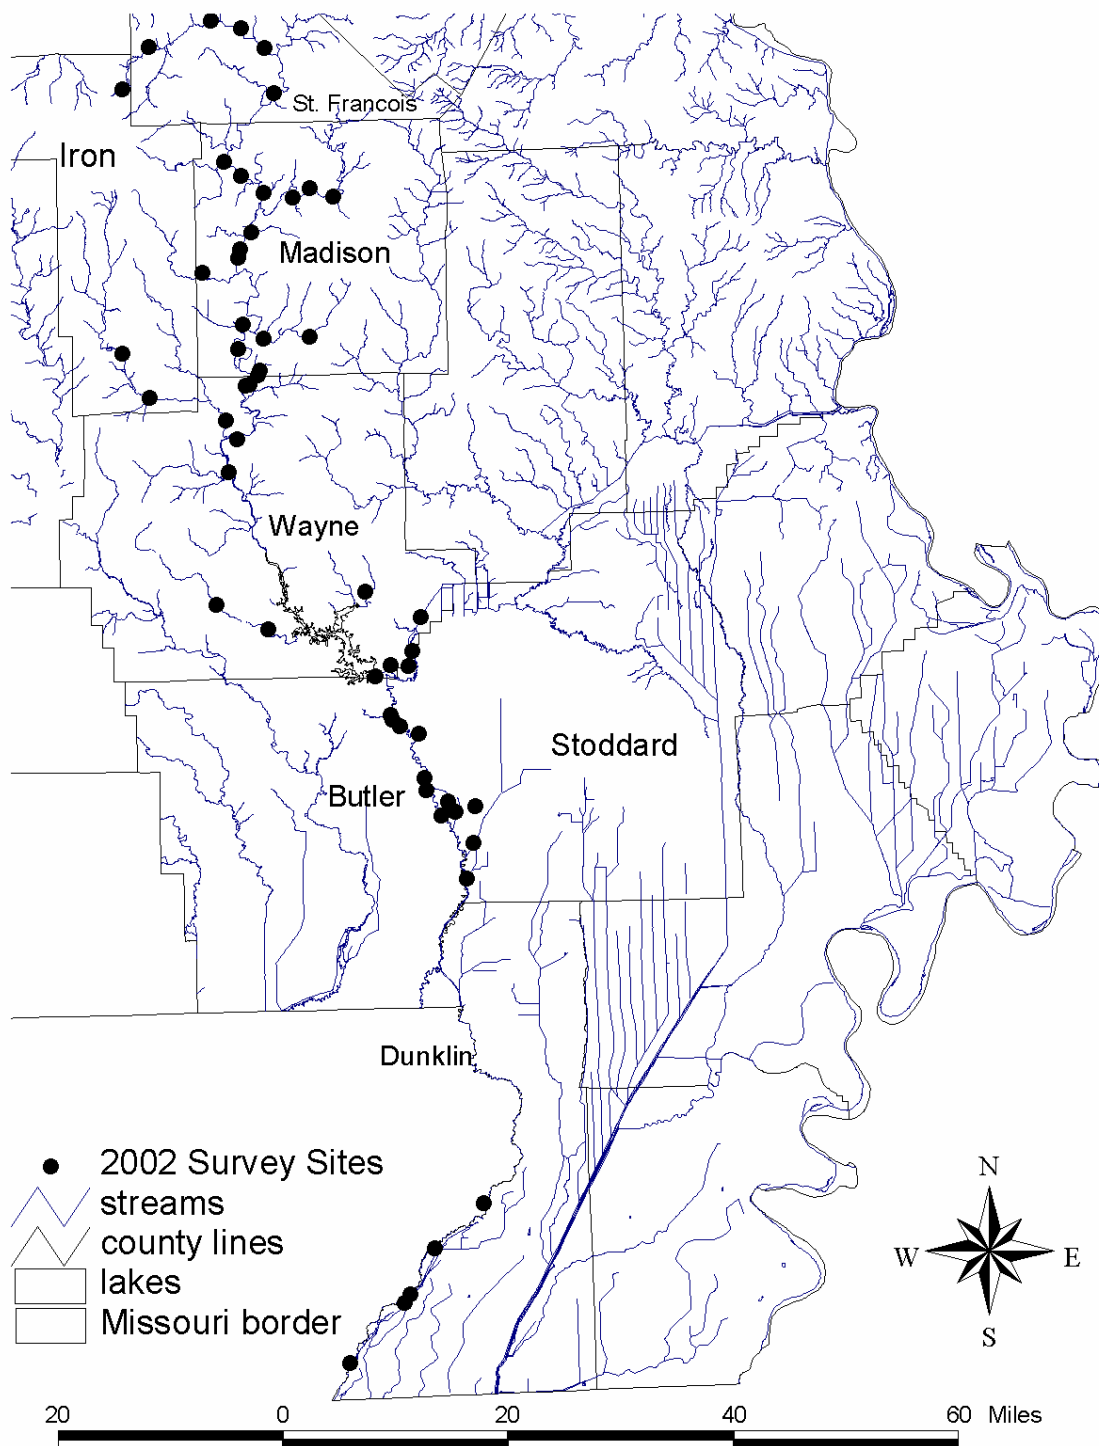 St. Francois
Iron
Madison
Wayne
Stoddard
Butler
Dunklin
2002 Survey Sites
streams
county lines
lakes
Missouri border
N
W E
S
20 0 20 40 60 Miles